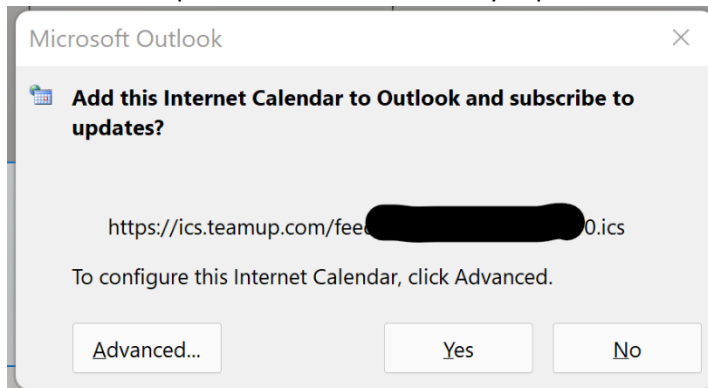 Microsoft Outlook
Add this Internet Calendar to Outlook and subscribe to
updates?
https://ics.teamup.com/feed 0.ics
To configure this Internet Calendar, click Advanced.
Advanced... Yes No